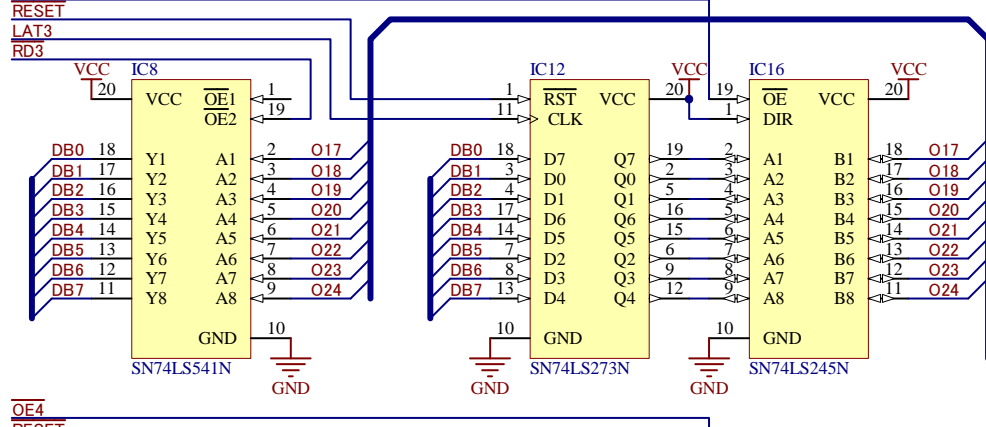 RESET
LAT3
RD3
VCC IC8 IC12 VCC IC16 VCC
20 VCC OE1 1 1 RST VCC 20 19 OE VCC 20
OE2 19 11 CLK 1 DIR
DB0 18 Y1 A1 2 O17 DB0 18 D7 Q7 19 2 A1 B1 18 O17
DB1 17 Y2 A2 3 O18 DB1 3 D0 Q0 2 3 A2 B2 17 O18
DB2 16 Y3 A3 4 O19 DB2 4 D1 Q1 5 4 A3 B3 16 O19
DB3 15 Y4 A4 5 O20 DB3 17 D6 Q6 16 5 A4 B4 15 O20
DB4 14 Y5 A5 6 O21 DB4 14 D5 Q5 15 6 A5 B5 14 O21
DB5 13 Y6 A6 7 O22 DB5 7 D2 Q2 6 7 A6 B6 13 O22
DB6 12 Y7 A7 8 O23 DB6 8 D3 Q3 9 8 A7 B7 12 O23
DB7 11 Y8 A8 9 O24 DB7 13 D4 Q4 12 9 A8 B8 11 O24
GND 10 10 GND 10 GND
SN74LS541N SN74LS273N SN74LS245N
GND GND GND
OE4
RESET